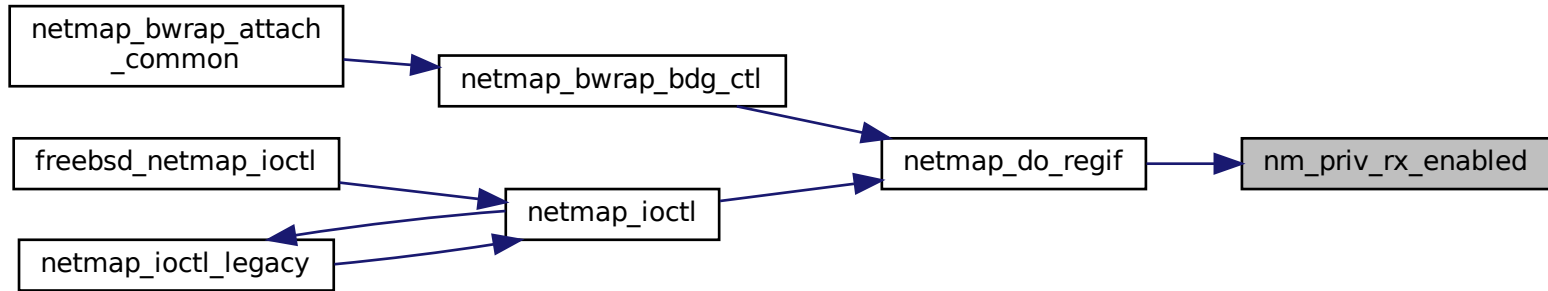 netmap_bwrap_attach
_common
netmap_bwrap_bdg_ctl
freebsd_netmap_ioctl
netmap_do_regif
nm_priv_rx_enabled
netmap_ioctl
netmap_ioctl_legacy